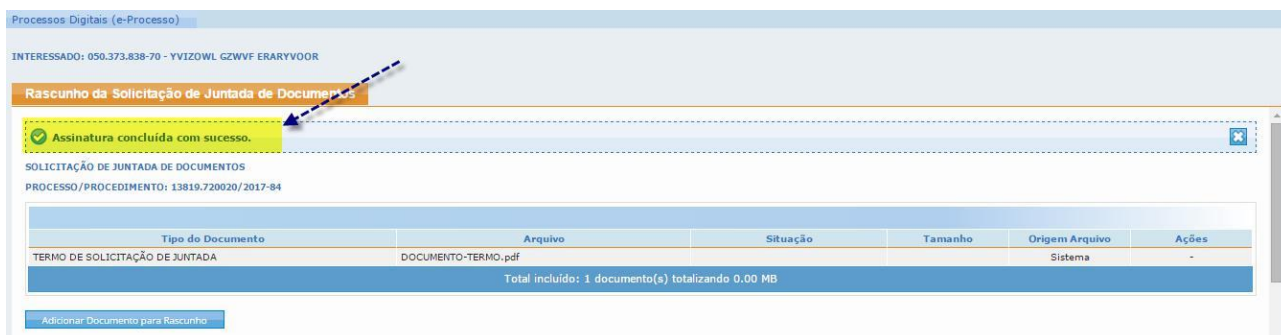 Processos Digitais (e-Processo)
INTERESSADO: 050.373.838-70 - YVIZOWL GZWVF ERARYVOOR
Rascunho da Solicitação de Juntada de Documentos
Assinatura concluída com sucesso.
SOLICITAÇÃO DE JUNTADA DE DOCUMENTOS
PROCESSO/PROCEDIMENTO: 13819.720020/2017-84
Tipo do Documento Arquivo Situação Tamanho Origem Arquivo Ações
TERMO DE SOLICITAÇÃO DE JUNTADA DOCUMENTO-TERMO.pdf Sistema -
Total incluído: 1 documento(s) totalizando 0.00 MB
Adicionar Documento para Rascunho